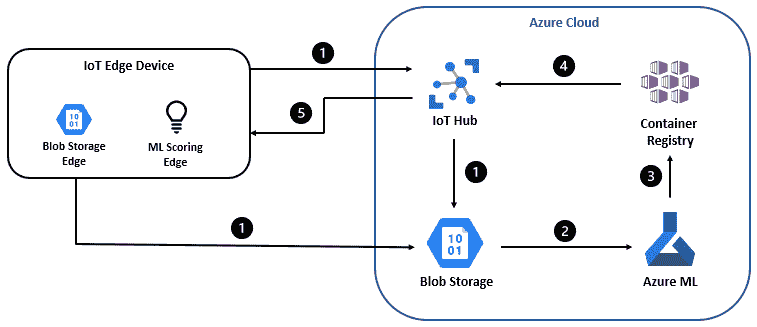 Azure Cloud
IoT Edge Device
1
4
10
01
Blob Storage
Edge
ML Scoring
Edge
5
IoT Hub
Container
Registry
1
3
1
2
10
01
Blob Storage
Azure ML